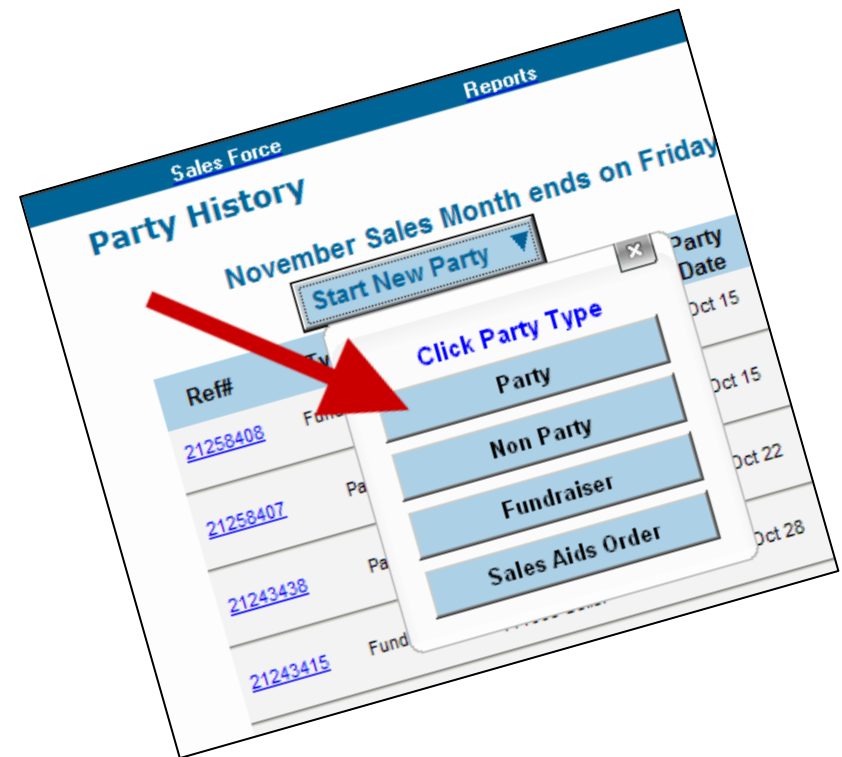 Sales Force Reports
Party History
November Sales Month ends on Friday
Start New Party
Ref# Party Date
Click Party Type
Party
Non Party
Fundraiser
Sales Aids Order
21258408 Oct 15
21258407 Oct 15
21243438 Oct 22
21243415 Fund Oct 28